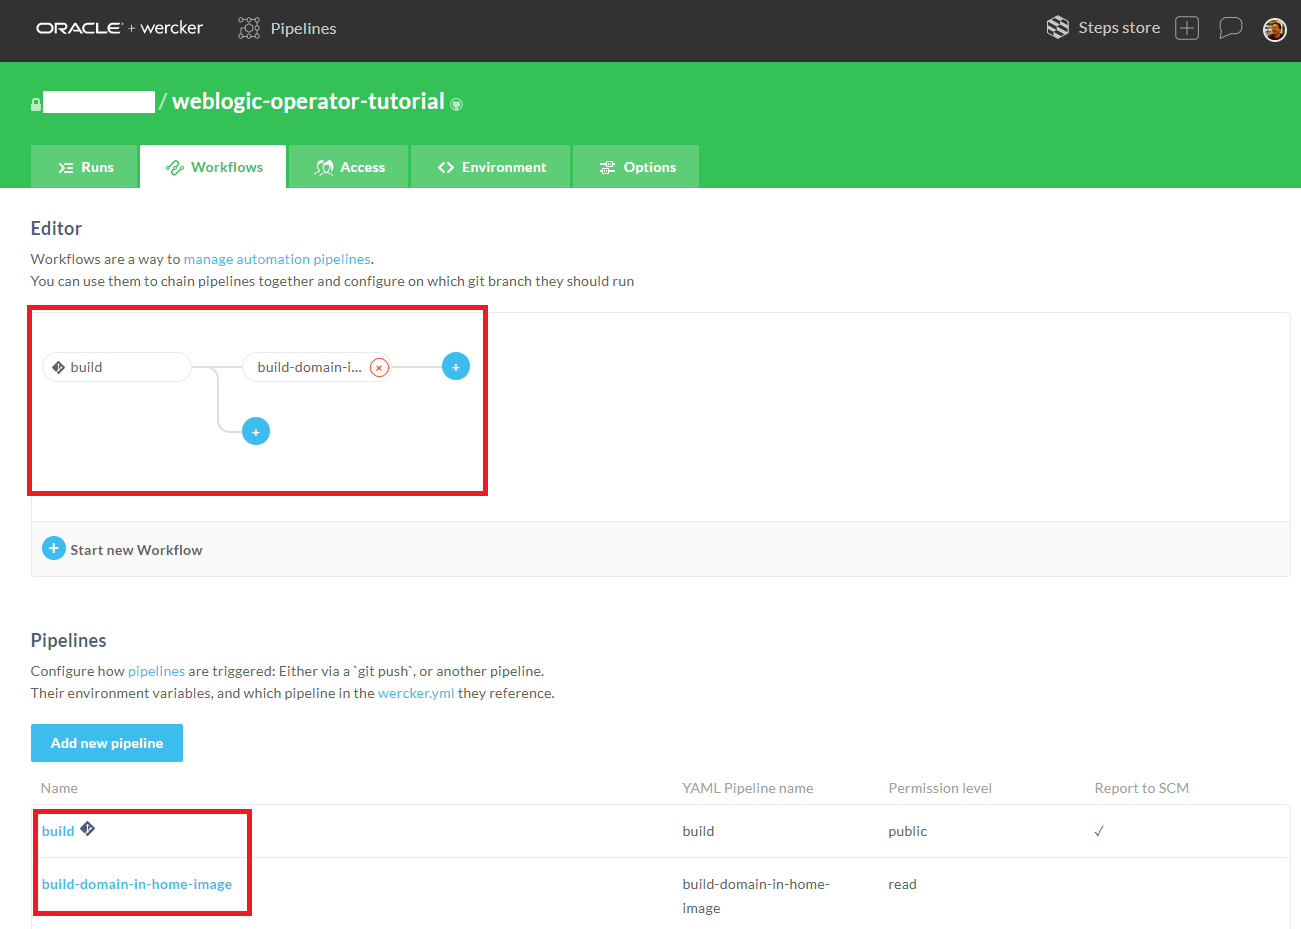 ORACLE + wercker Pipelines Steps store
/ weblogic-operator-tutorial
Runs Workflows Access Environment Options
Editor
Workflows are a way to manage automation pipelines.
You can use them to chain pipelines together and configure on which git branch they should run
build build-domain-i... × +
+
+ Start new Workflow
Pipelines
Configure how pipelines are triggered: Either via a `git push`, or another pipeline.
Their environment variables, and which pipeline in the wercker.yml they reference.
Add new pipeline
Name YAML Pipeline name Permission level Report to SCM
build build public ✓
build-domain-in-home-image build-domain-in-home- read
image